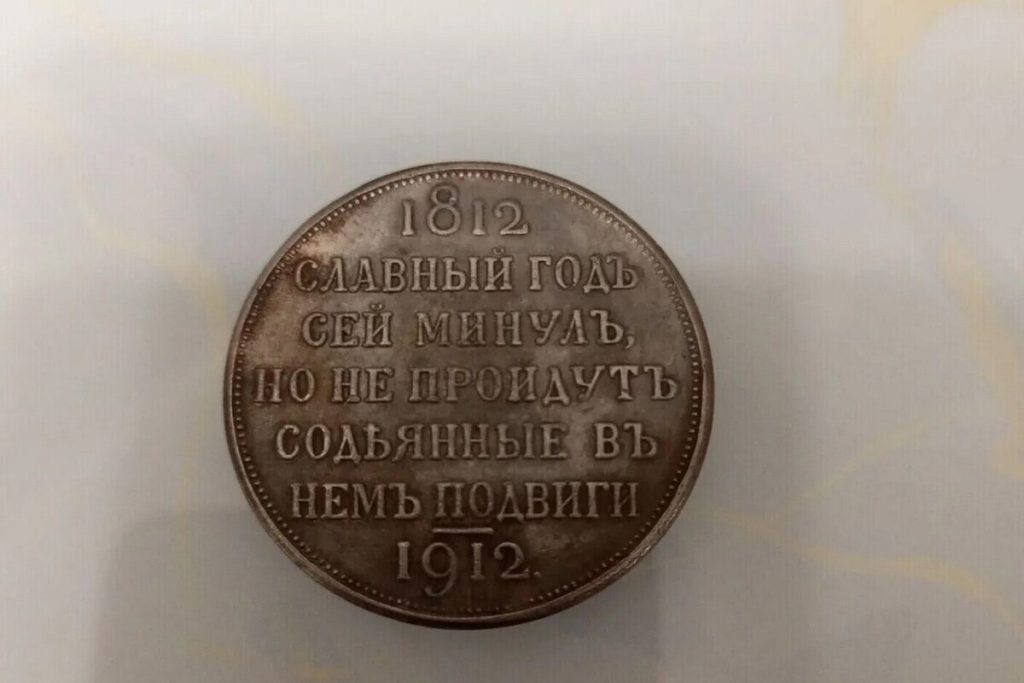 1812
СЛАВНЫЙ ГОДЪ
СЕЙ МИНУЛЪ,
НО НЕ ПРОЙДУТЪ
СОДѢЯННЫЕ ВЪ
НЕМЪ ПОДВИГИ
1912.